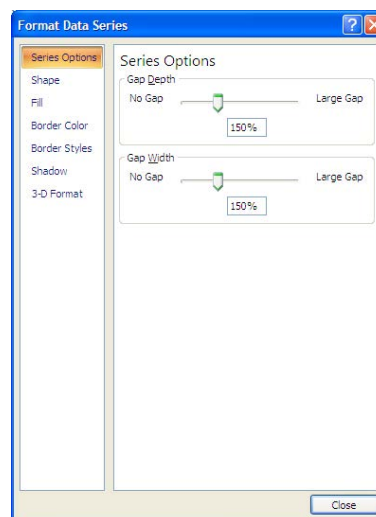 Format Data Series
Series Options
Shape
Fill
Border Color
Border Styles
Shadow
3-D Format
Series Options
Gap Depth
No Gap Large Gap
150%
Gap Width
No Gap Large Gap
150%
Close